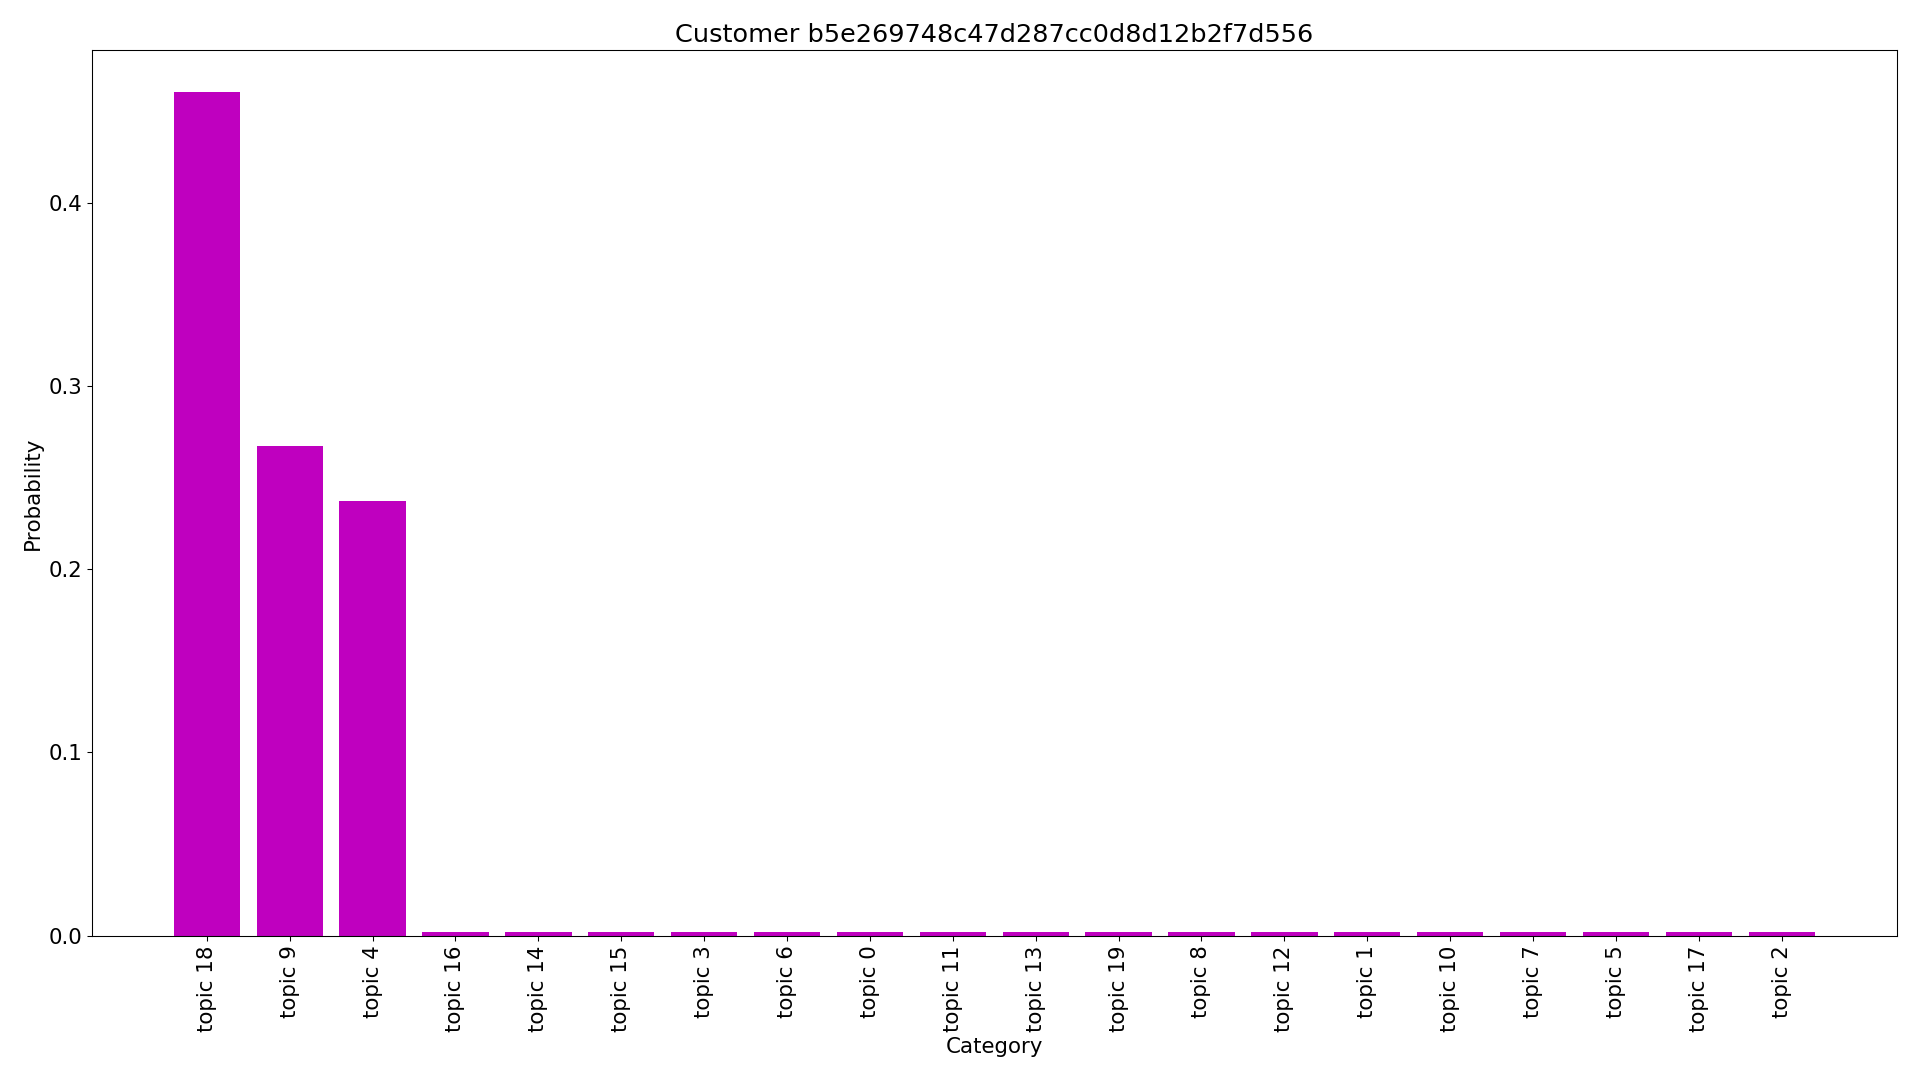 Customer b5e269748c47d287cc0d8d12b2f7d556
Probability
0.4
0.3
0.2
0.1
0.0
topic 18
topic 9
topic 4
topic 16
topic 14
topic 15
topic 3
topic 6
topic 0
topic 11
topic 13
topic 19
topic 8
topic 12
topic 1
topic 10
topic 7
topic 5
topic 17
topic 2
Category